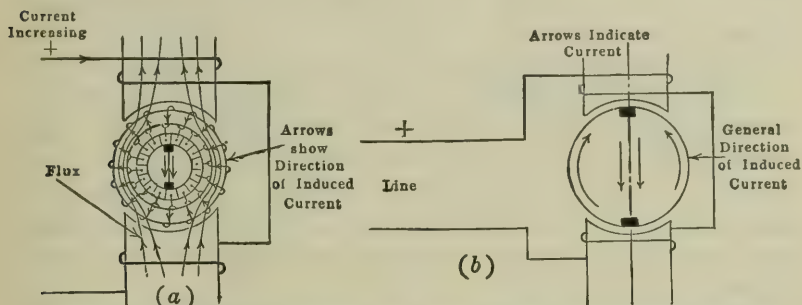 Current
Increasing
+
Arrows
show
Direction
of Induced
Current
Flux
(a)
Arrows Indicate
Current
+
Line
General
Direction
of Induced
Current
(b)